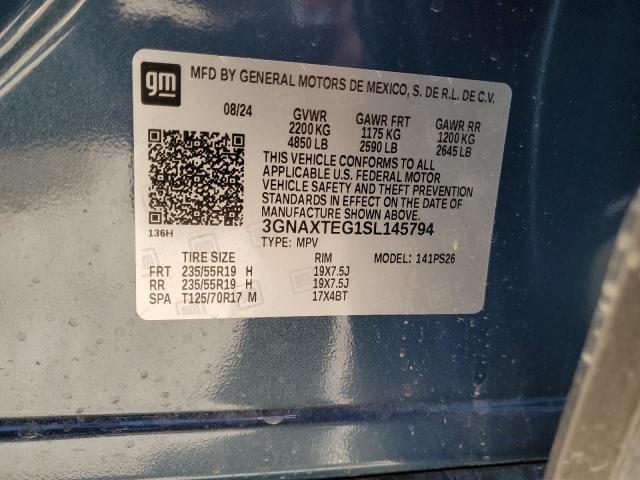 gm
MFD BY GENERAL MOTORS DE MEXICO, S. DE R.L. DE C.V.
08/24 GVWR GAWR FRT GAWR RR
2200 KG 1175 KG 1200 KG
4850 LB 2590 LB 2645 LB
THIS VEHICLE CONFORMS TO ALL
APPLICABLE U.S. FEDERAL MOTOR
VEHICLE SAFETY AND THEFT PREVENTION
STANDARDS IN EFFECT ON THE DATE OF
MANUFACTURE SHOWN ABOVE.
136H 3GNAXTEG1SL145794
TYPE: MPV
TIRE SIZE RIM MODEL: 141PS26
FRT 235/55R19 H 19X7.5J
RR 235/55R19 H 19X7.5J
SPA T125/70R17 M 17X4BT